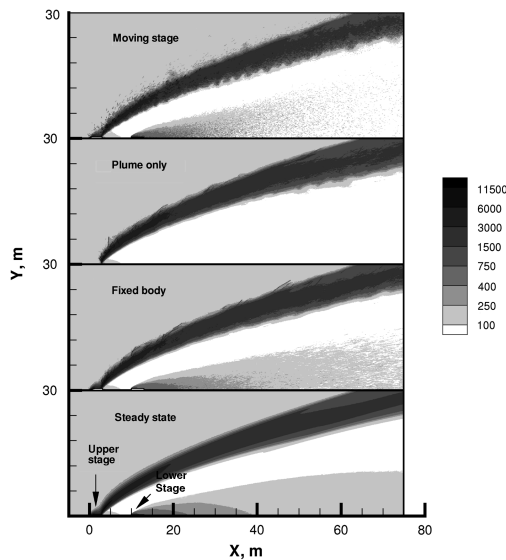 30
Moving stage
30
Plume only
30
Fixed body
30
Steady state
Upper
stage
Lower
Stage
Y, m
0
20
40
60
80
X, m
11500
6000
3000
1500
750
400
250
100